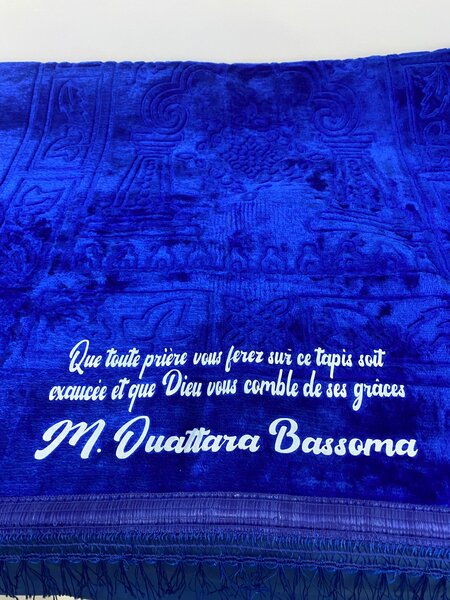 Que toute prière vous ferez sur ce tapis soit
exaucée et que Dieu vous comble de ses grâces
M. Ouattara Bassoma